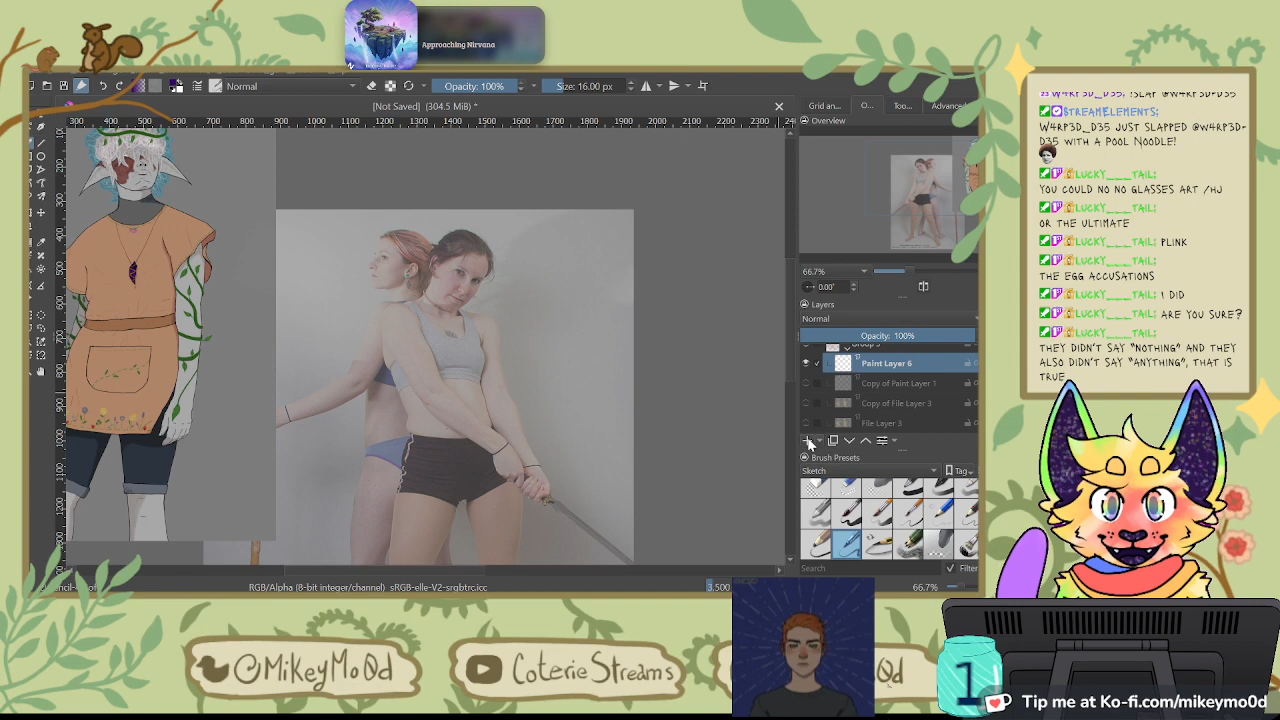 Approaching Nirvana
Normal
Opacity: 100%
Size: 16.00 px
[Not Saved] (304.5 MiB) *
300 400 500 600 700 800 900 1000 1100 1200 1300 1400 1500 1600 1700 1800 1900 2000 2100 2200 2300
Grid an...
O...
Too...
Advanced
Overview
66.7%
0.00°
Layers
Normal
Opacity: 100%
Paint Layer 6
Copy of Paint Layer 1
Copy of File Layer 3
File Layer 3
Brush Presets
Sketch
Tag
Search
Filter
RGB/Alpha (8-bit integer/channel) sRGB-elle-V2-srgbtrc.icc
3,500
66.7%
W4RP3D_D35: !SLAP @W4RP3D-D35
STREAMELEMENTS:
W4RP3D_D35 JUST SLAPPED @W4RP3D-
D35 WITH A POOL NOODLE!
LUCKY___TAIL:
YOU COULD NO NO GLASSES ART /HJ
LUCKY___TAIL:
OR THE ULTIMATE
LUCKY___TAIL: PLINK
LUCKY___TAIL:
THE EGG ACCUSATIONS
LUCKY___TAIL: I DID
LUCKY___TAIL: ARE YOU SURE?
LUCKY___TAIL:
THEY DIDN'T SAY "NOTHING" AND THEY
ALSO DIDN'T SAY "ANYTHING", THAT IS
TRUE
@MikeyMo0d
CoterieStreams
0d
1
Tip me at Ko-fi.com/mikeymo0d